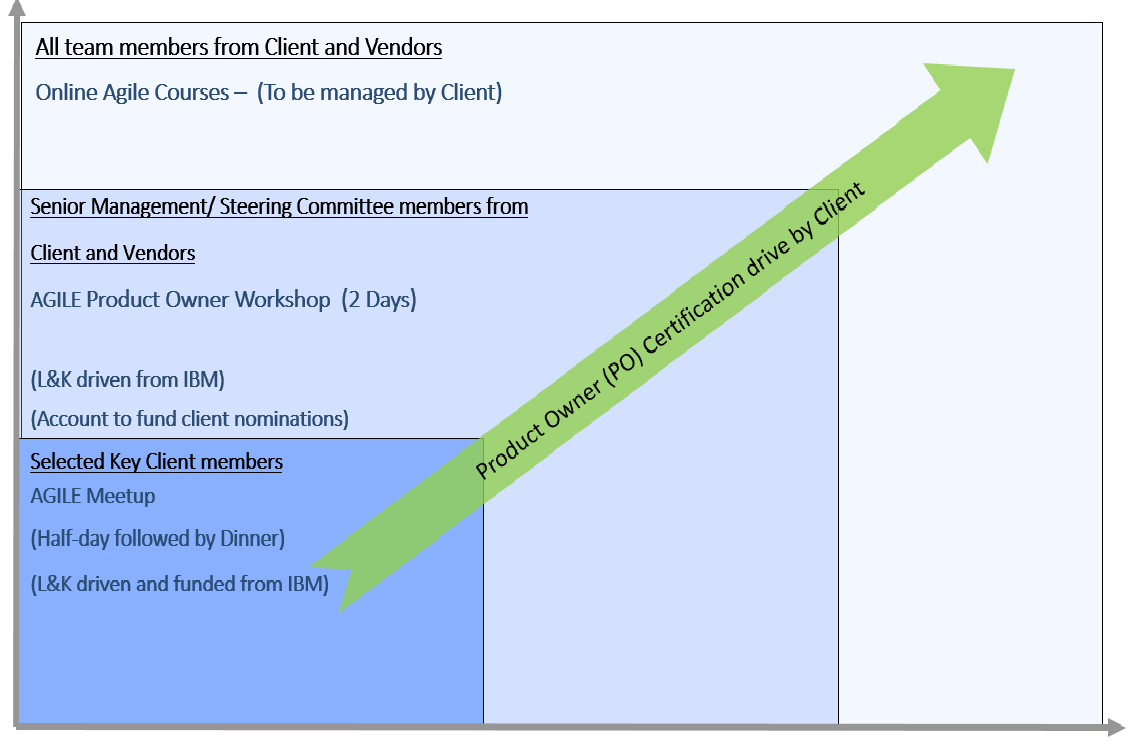 All team members from Client and Vendors
Online Agile Courses – (To be managed by Client)
Senior Management/ Steering Committee members from
Client and Vendors
AGILE Product Owner Workshop (2 Days)
(L&K driven from IBM)
(Account to fund client nominations)
Selected Key Client members
AGILE Meetup
(Half-day followed by Dinner)
(L&K driven and funded from IBM)
Product Owner (PO) Certification drive by Client